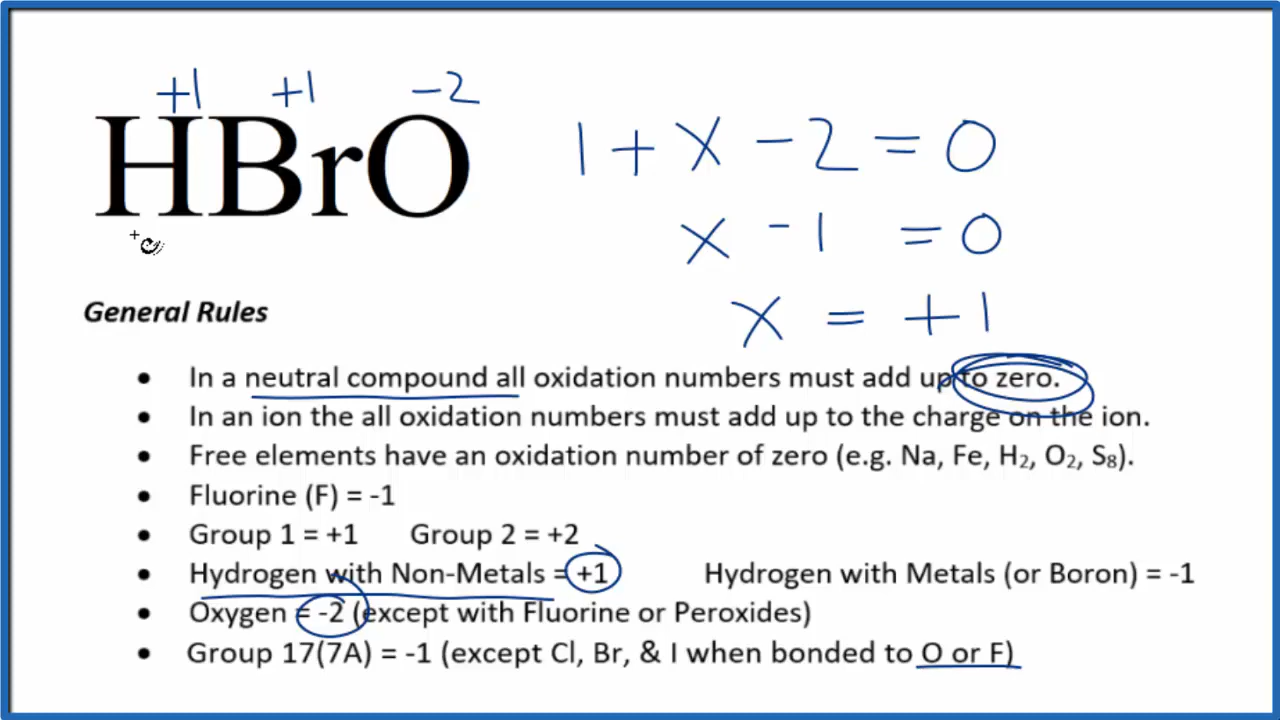 +1 +1 -2
HBrO
1 + x - 2 = 0
x - 1 = 0
x = +1
General Rules
• In a neutral compound all oxidation numbers must add up to zero.
• In an ion the all oxidation numbers must add up to the charge on the ion.
• Free elements have an oxidation number of zero (e.g. Na, Fe, H₂, O₂, S₈).
• Fluorine (F) = -1
• Group 1 = +1 Group 2 = +2
• Hydrogen with Non-Metals = +1 Hydrogen with Metals (or Boron) = -1
• Oxygen = -2 (except with Fluorine or Peroxides)
• Group 17(7A) = -1 (except Cl, Br, & I when bonded to O or F)